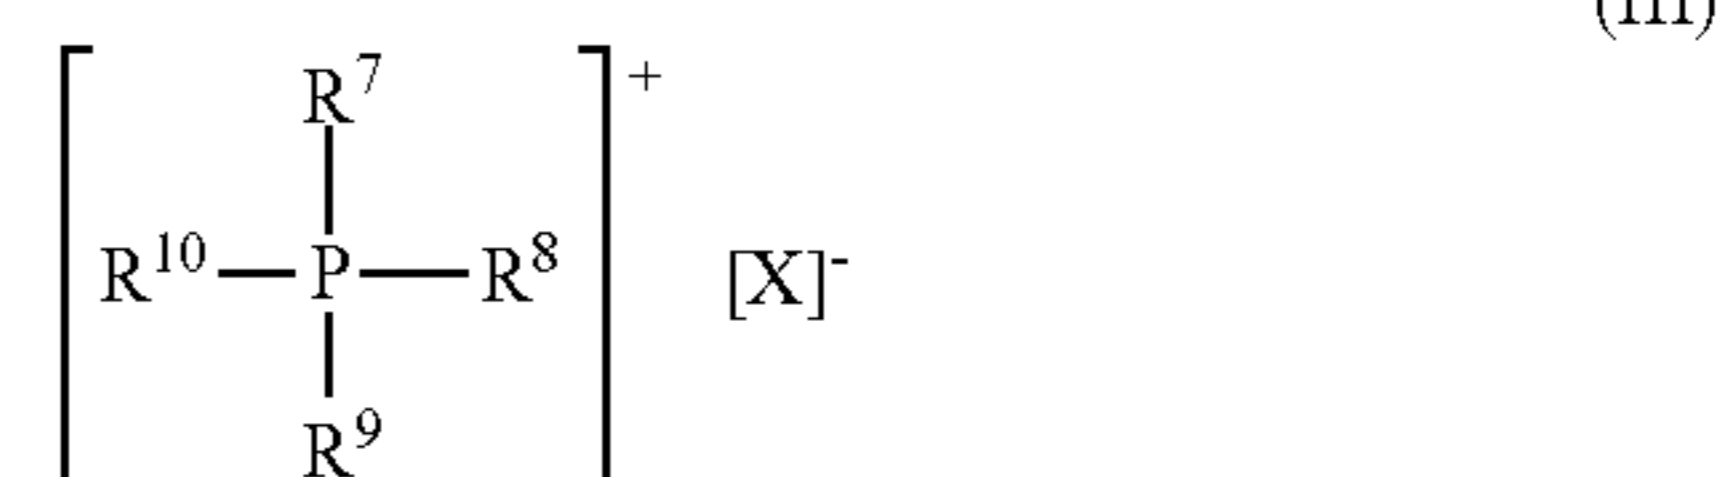 (III)
R⁷
+
R¹⁰—P—R⁸ [X]⁻
R⁹